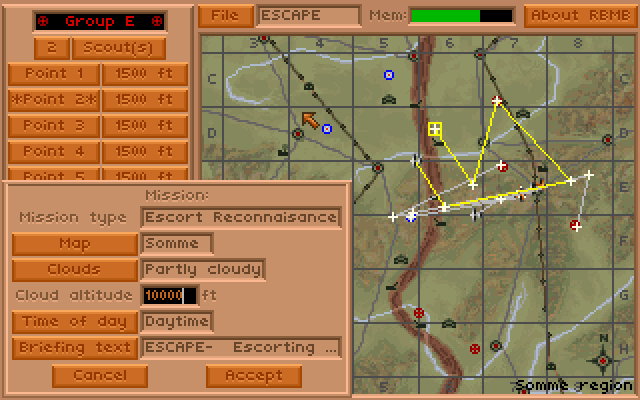 Group E
File
ESCAPE
Mem:
About RBMB
2
Scout(s)
Point 1
1500 ft
*Point 2*
1500 ft
Point 3
1500 ft
Point 4
1500 ft
Point 5
1500 ft
3 4 5 6 7 8
C
C
D
D
E
F
G
H
5
N
Somme region
Mission:
Mission type
Escort Reconnaisance
Map
Somme
Clouds
Partly cloudy
Cloud altitude
10000
ft
Time of day
Daytime
Briefing text
ESCAPE- Escorting ...
Cancel
Accept